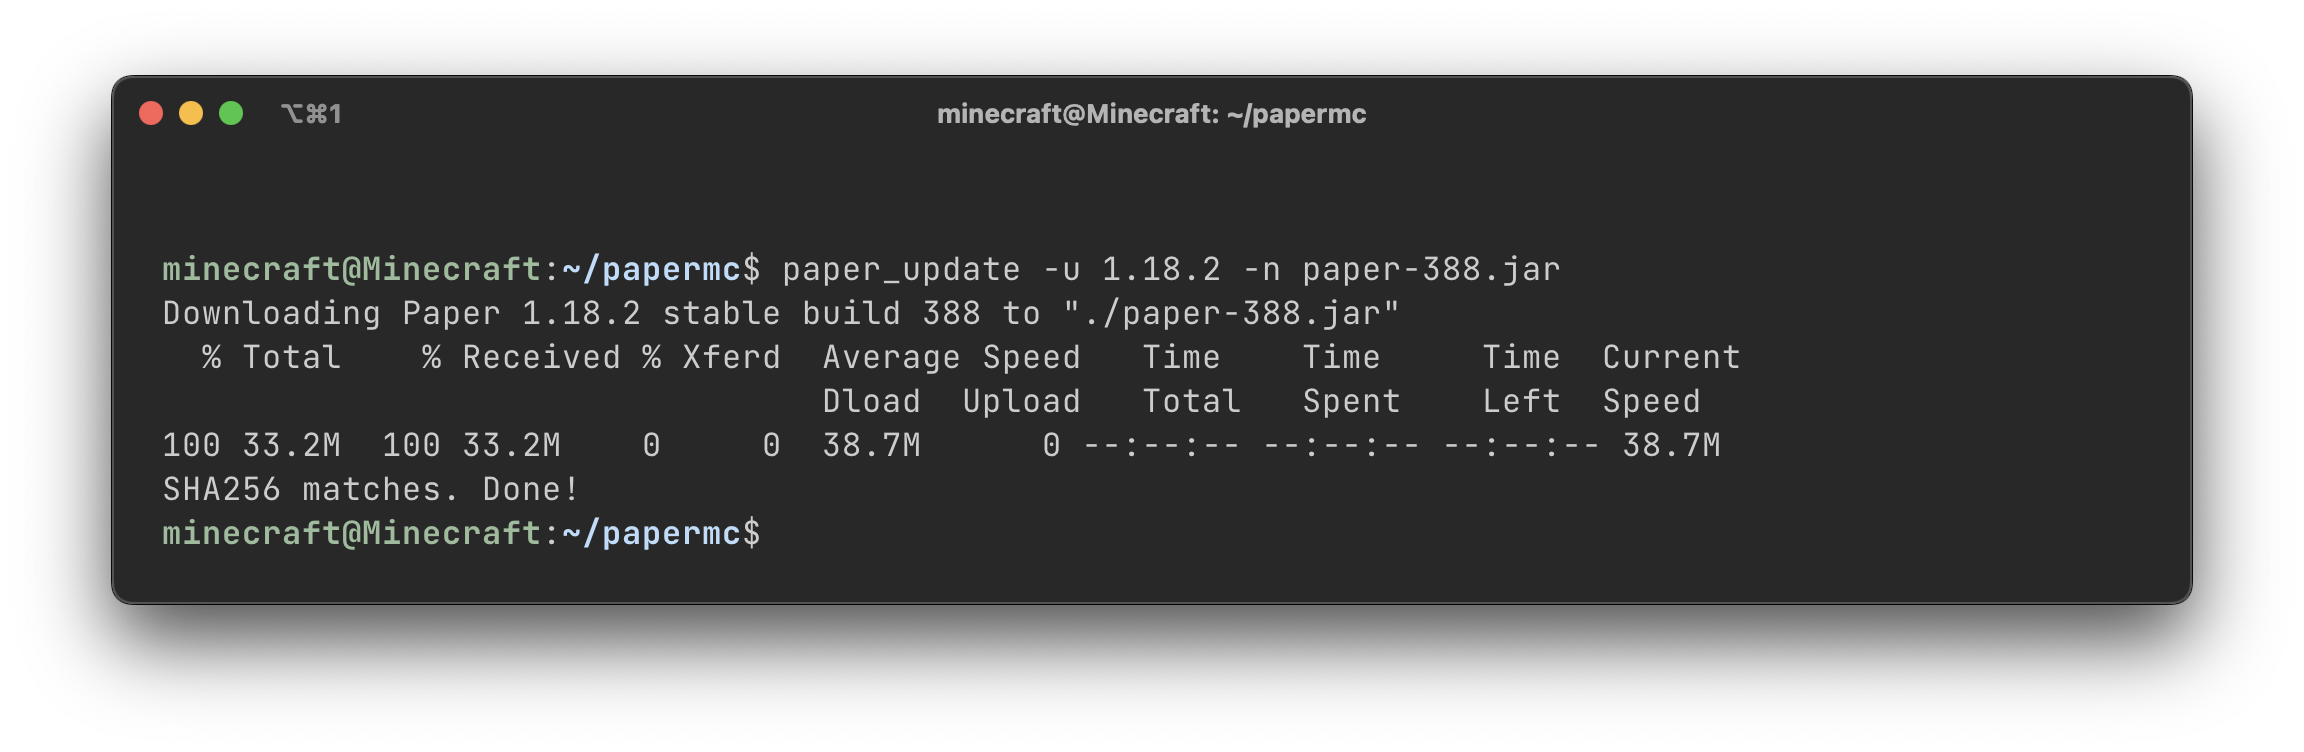 ⌥⌘1
minecraft@Minecraft: ~/papermc
minecraft@Minecraft:~/papermc$ paper_update -u 1.18.2 -n paper-388.jar
Downloading Paper 1.18.2 stable build 388 to "./paper-388.jar"
  % Total    % Received % Xferd  Average Speed   Time    Time     Time  Current
                                 Dload  Upload   Total   Spent    Left  Speed
100 33.2M  100 33.2M    0     0  38.7M      0 --:--:-- --:--:-- --:--:-- 38.7M
SHA256 matches. Done!
minecraft@Minecraft:~/papermc$